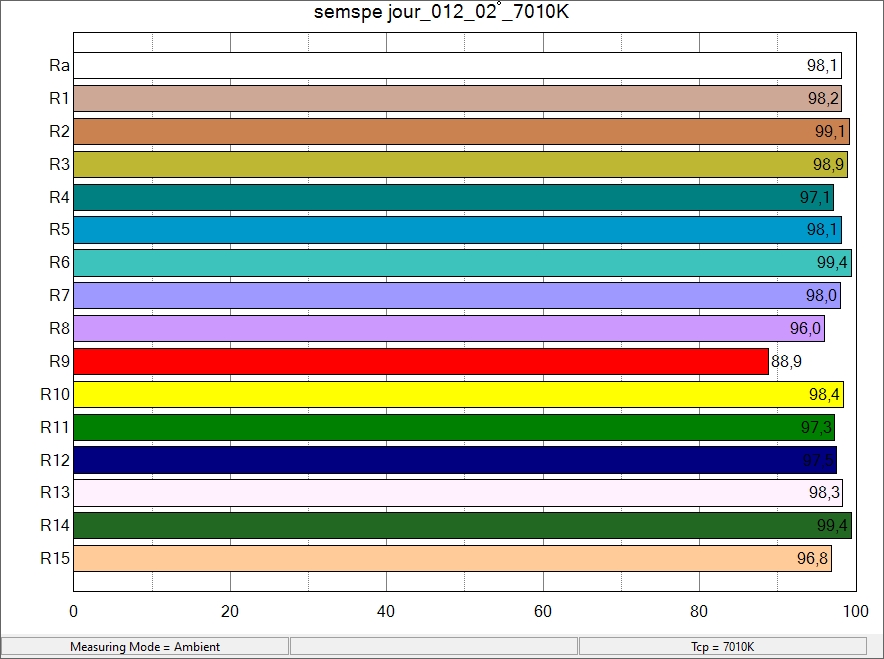 semspe jour_012_02°_7010K
Ra 98,1
R1 98,2
R2 99,1
R3 98,9
R4 97,1
R5 98,1
R6 99,4
R7 98,0
R8 96,0
R9 88,9
R10 98,4
R11 97,3
R12 97,5
R13 98,3
R14 99,4
R15 96,8
0 20 40 60 80 100
Measuring Mode = Ambient Tcp = 7010K